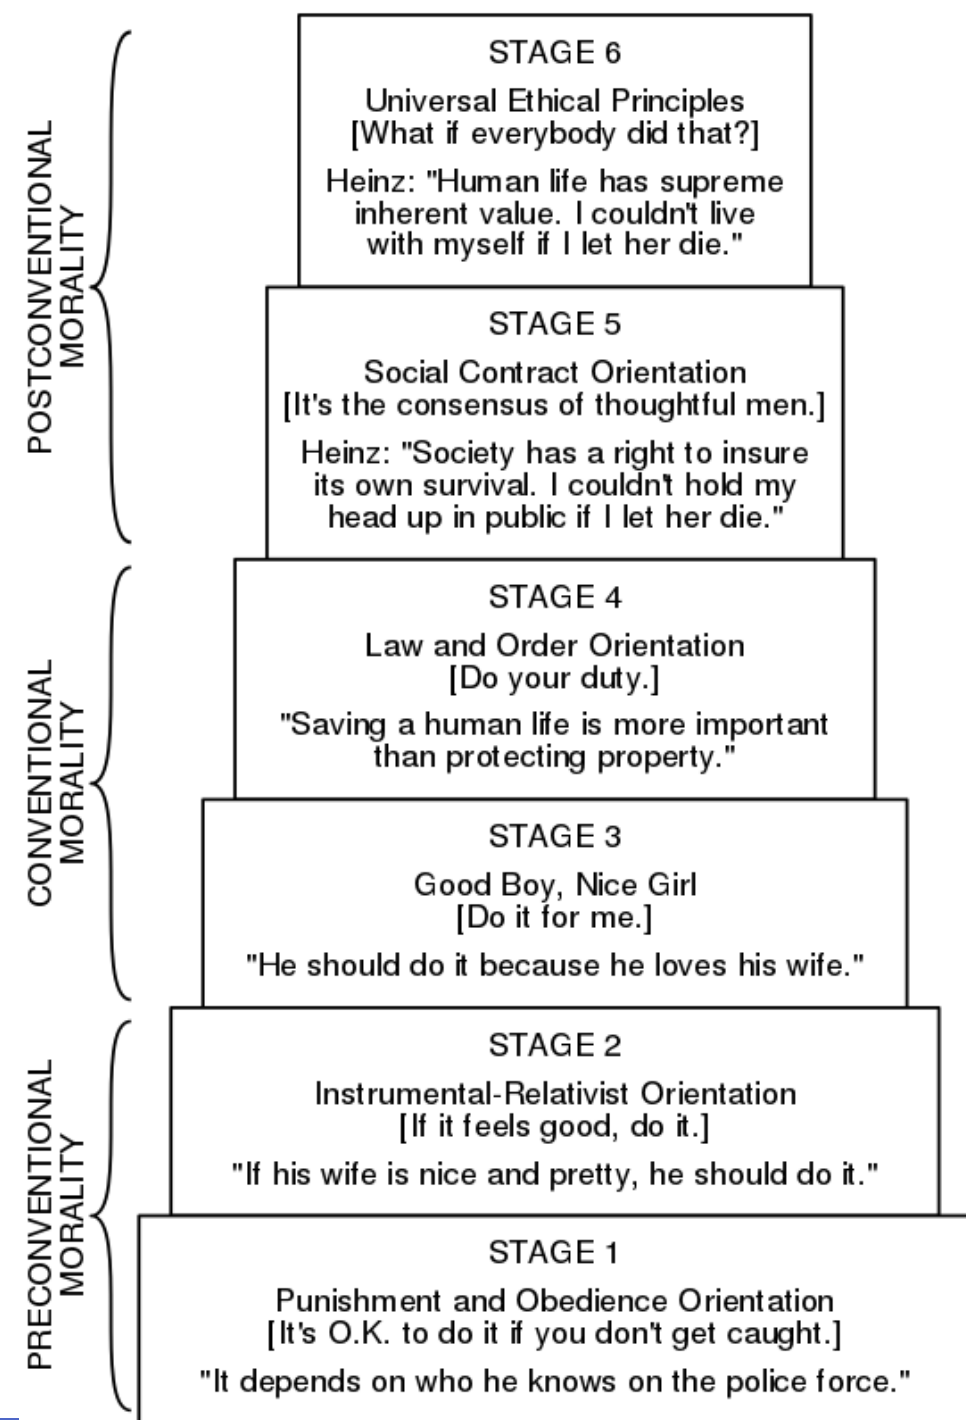 POSTCONVENTIONAL
MORALITY
STAGE 6
Universal Ethical Principles
[What if everybody did that?]
Heinz: "Human life has supreme
inherent value. I couldn't live
with myself if I let her die."
STAGE 5
Social Contract Orientation
[It's the consensus of thoughtful men.]
Heinz: "Society has a right to insure
its own survival. I couldn't hold my
head up in public if I let her die."
CONVENTIONAL
MORALITY
STAGE 4
Law and Order Orientation
[Do your duty.]
"Saving a human life is more important
than protecting property."
STAGE 3
Good Boy, Nice Girl
[Do it for me.]
"He should do it because he loves his wife."
PRECONVENTIONAL
MORALITY
STAGE 2
Instrumental-Relativist Orientation
[If it feels good, do it.]
"If his wife is nice and pretty, he should do it."
STAGE 1
Punishment and Obedience Orientation
[It's O.K. to do it if you don't get caught.]
"It depends on who he knows on the police force."